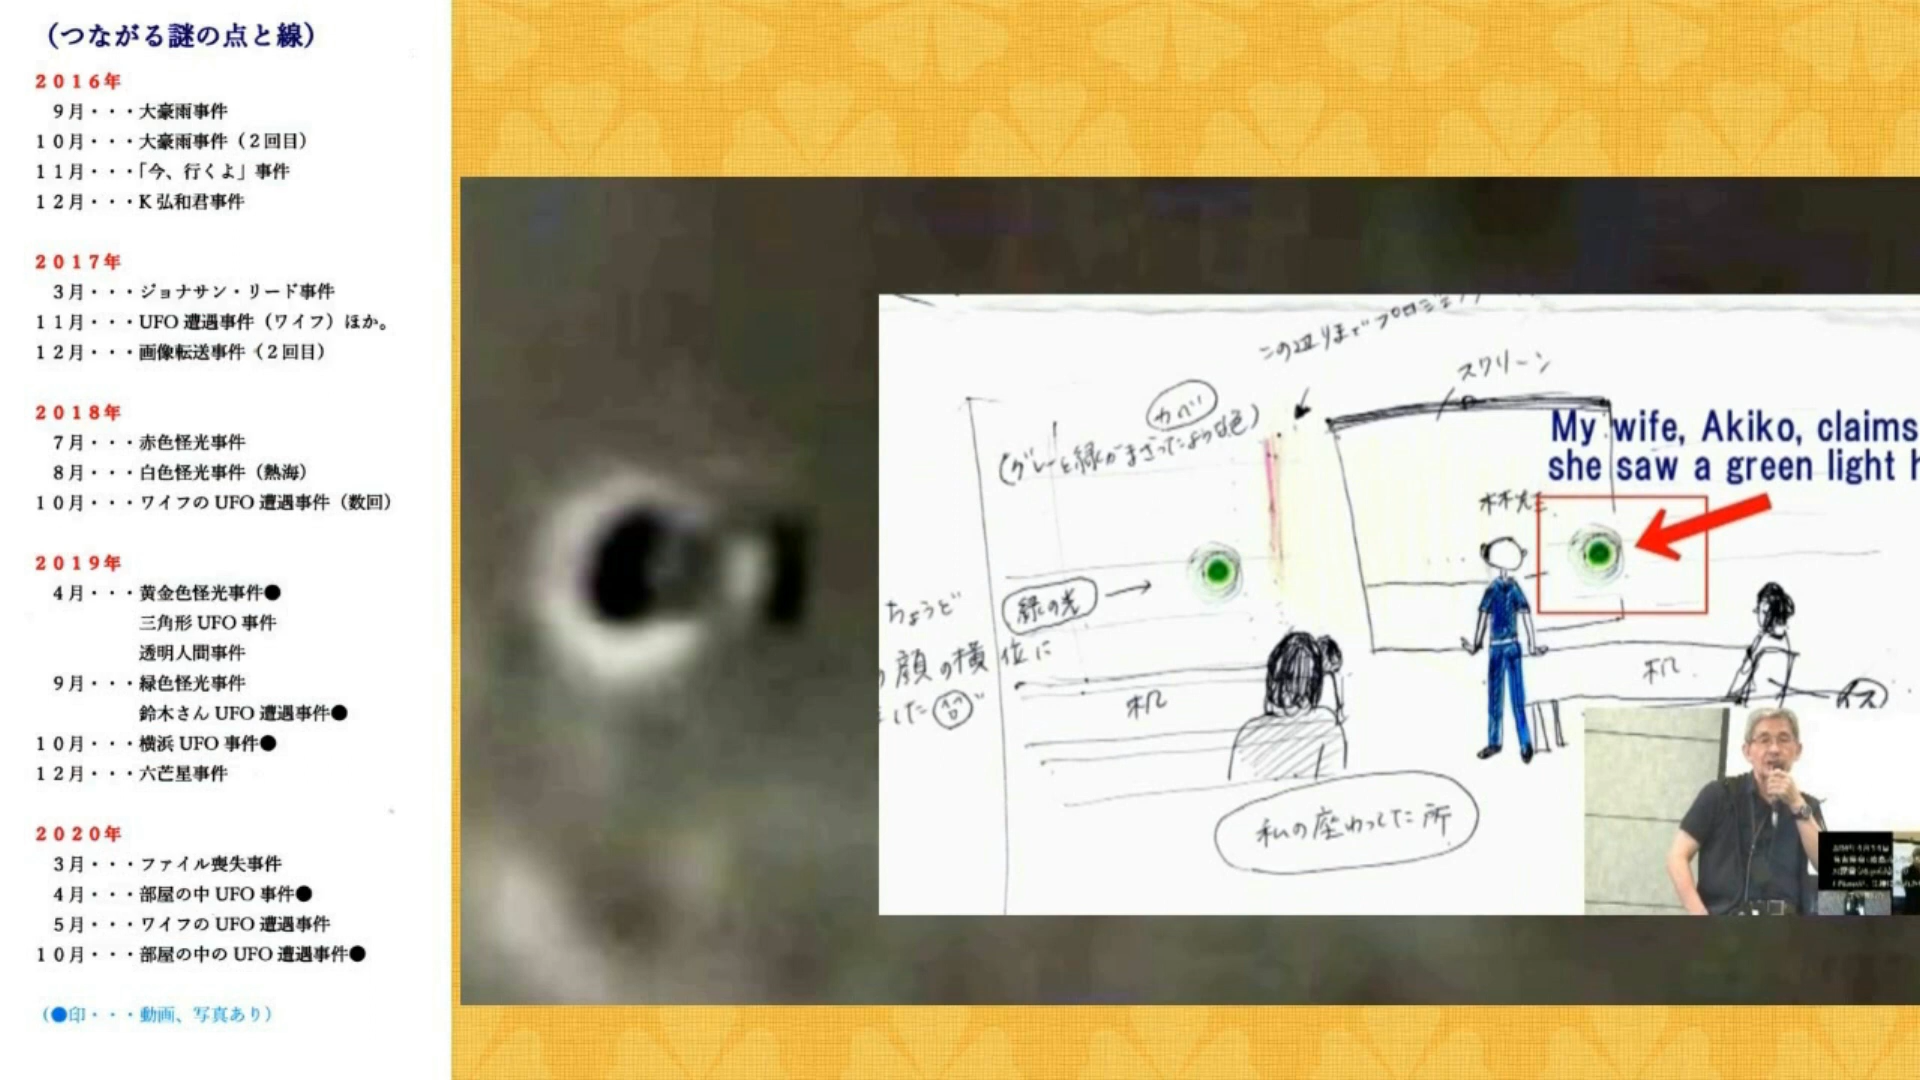 （つながる謎の点と線）
２０１６年
９月・・・大豪雨事件
１０月・・・大豪雨事件（２回目）
１１月・・・「今、行くよ」事件
１２月・・・K 弘和君事件
２０１７年
３月・・・ジョナサン・リード事件
１１月・・・UFO 遭遇事件（ワイフ）ほか。
１２月・・・画像転送事件（２回目）
２０１８年
７月・・・赤色怪光事件
８月・・・白色怪光事件（熱海）
１０月・・・ワイフの UFO 遭遇事件（数回）
２０１９年
４月・・・黄金色怪光事件●
三角形 UFO 事件
透明人間事件
９月・・・緑色怪光事件
鈴木さん UFO 遭遇事件●
１０月・・・横浜 UFO 事件●
１２月・・・六芒星事件
２０２０年
３月・・・ファイル喪失事件
４月・・・部屋の中 UFO 事件●
５月・・・ワイフの UFO 遭遇事件
１０月・・・部屋の中の UFO 遭遇事件●
（●印・・・動画、写真あり）
この辺りまでプロジェク
スクリーン
カベ
（グレーと緑がまざったような色）
My wife, Akiko, claims
she saw a green light h
緑の光
ちょうど
顔の横位に
した
机
机
イス
私の座わってた所